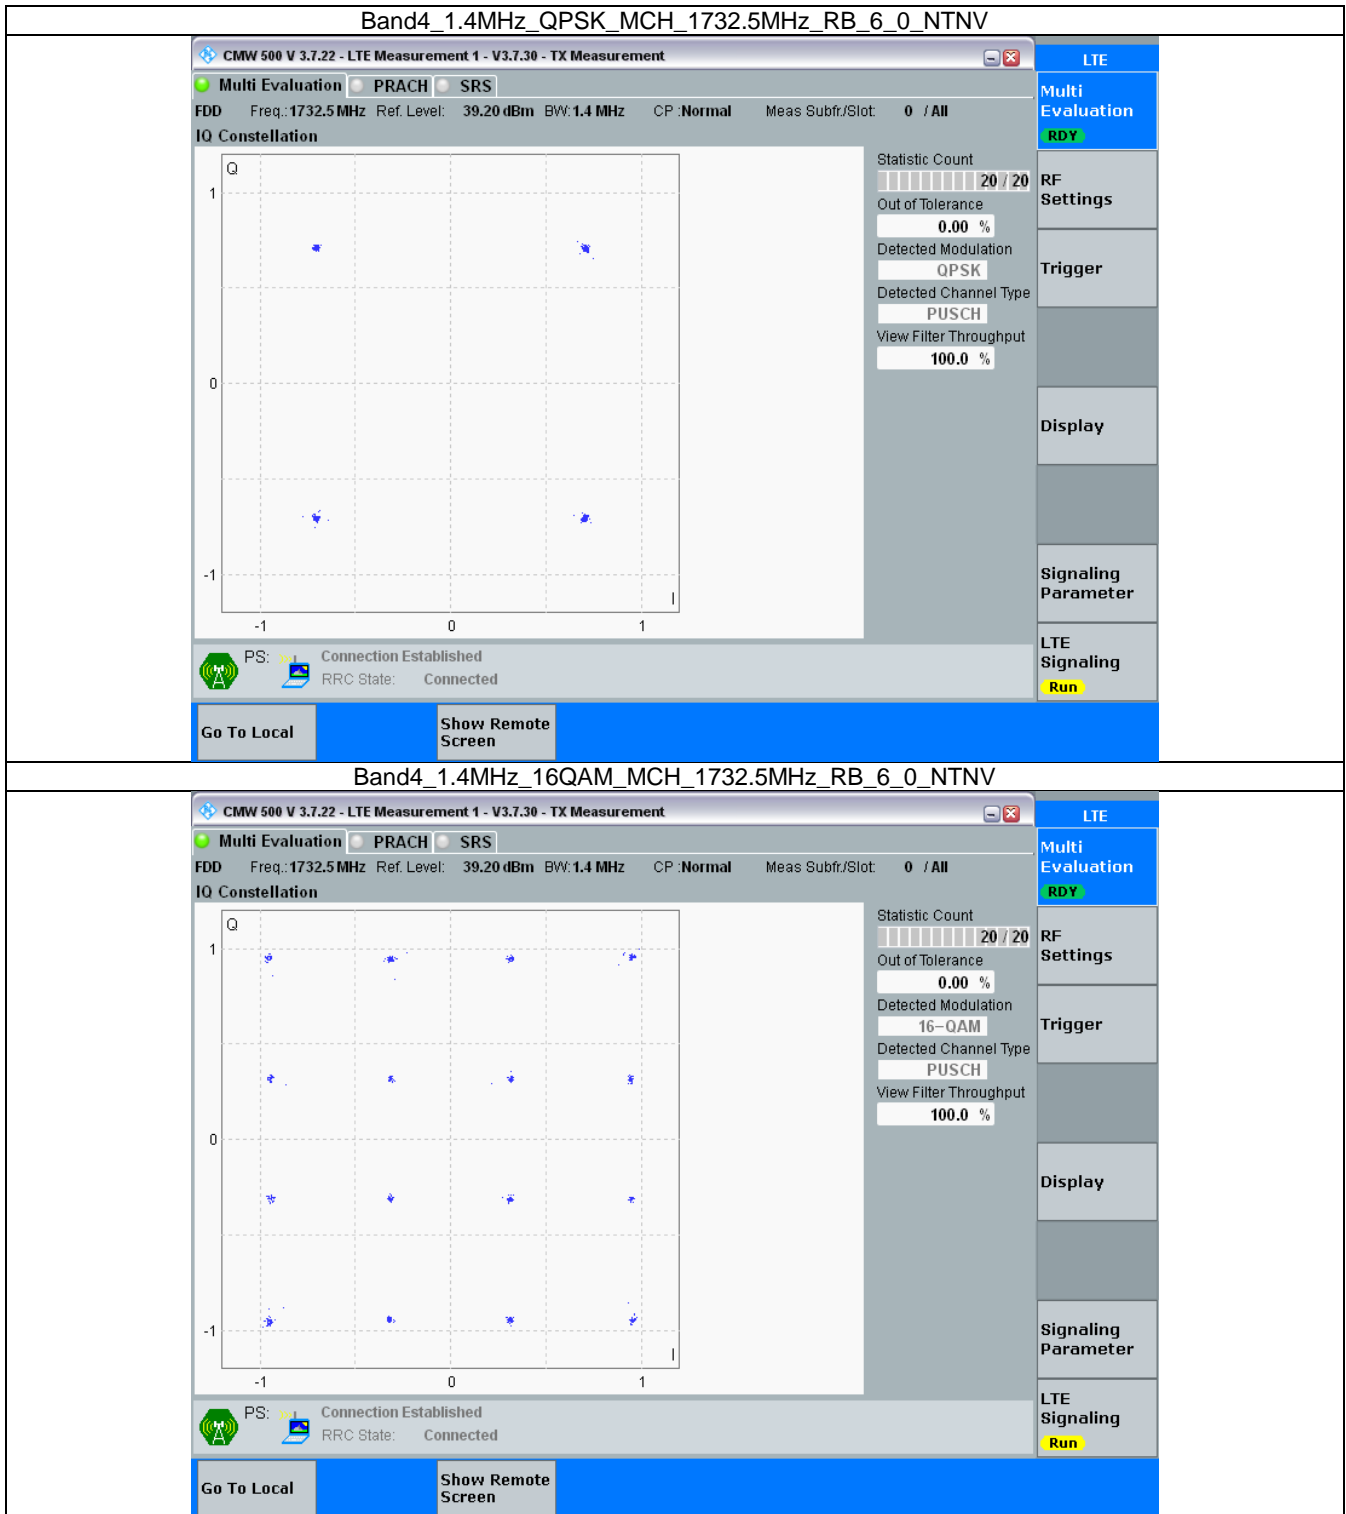 Band4_1.4MHz_QPSK_MCH_1732.5MHz_RB_6_0_NTNV
CMW 500 V 3.7.22 - LTE Measurement 1 - V3.7.30 - TX Measurement
LTE
Multi Evaluation PRACH SRS
Multi
Evaluation
RDY
FDD Freq.: 1732.5 MHz Ref. Level: 39.20 dBm BW: 1.4 MHz CP : Normal Meas Subfr./Slot: 0 / All
IQ Constellation
Q
1
0
-1
I
-1 0 1
Statistic Count
20 / 20
Out of Tolerance
0.00 %
Detected Modulation
QPSK
Detected Channel Type
PUSCH
View Filter Throughput
100.0 %
RF
Settings
Trigger
Display
Signaling
Parameter
LTE
Signaling
Run
PS: Connection Established
RRC State: Connected
Go To Local
Show Remote
Screen
Band4_1.4MHz_16QAM_MCH_1732.5MHz_RB_6_0_NTNV
CMW 500 V 3.7.22 - LTE Measurement 1 - V3.7.30 - TX Measurement
LTE
Multi Evaluation PRACH SRS
Multi
Evaluation
RDY
FDD Freq.: 1732.5 MHz Ref. Level: 39.20 dBm BW: 1.4 MHz CP : Normal Meas Subfr./Slot: 0 / All
IQ Constellation
Q
1
0
-1
I
-1 0 1
Statistic Count
20 / 20
Out of Tolerance
0.00 %
Detected Modulation
16-QAM
Detected Channel Type
PUSCH
View Filter Throughput
100.0 %
RF
Settings
Trigger
Display
Signaling
Parameter
LTE
Signaling
Run
PS: Connection Established
RRC State: Connected
Go To Local
Show Remote
Screen